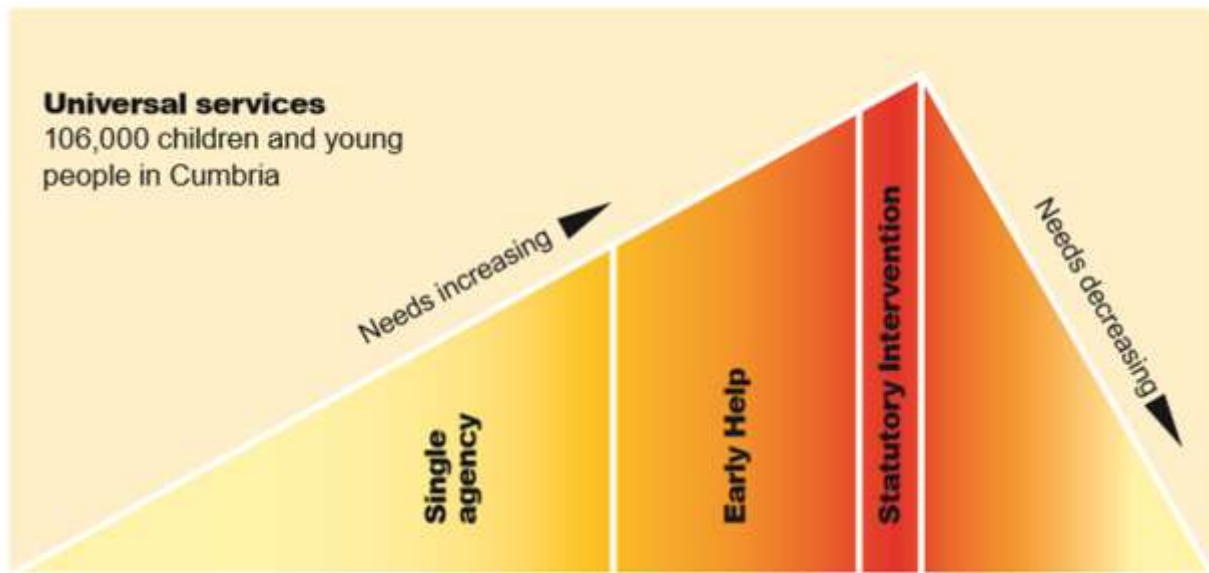 Universal services
106,000 children and young
people in Cumbria
Needs increasing
Needs decreasing
Single
agency
Early Help
Statutory Intervention